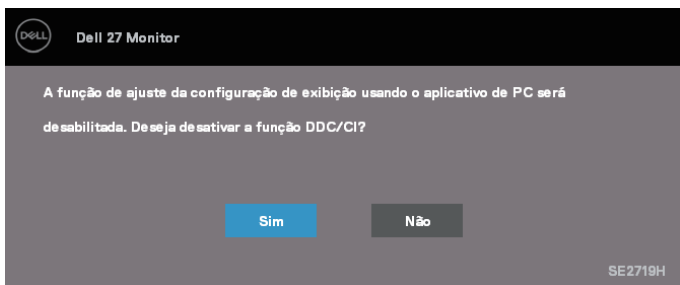 DELL
Dell 27 Monitor
A função de ajuste da configuração de exibição usando o aplicativo de PC será
desabilitada. Deseja desativar a função DDC/CI?
Sim
Não
SE2719H